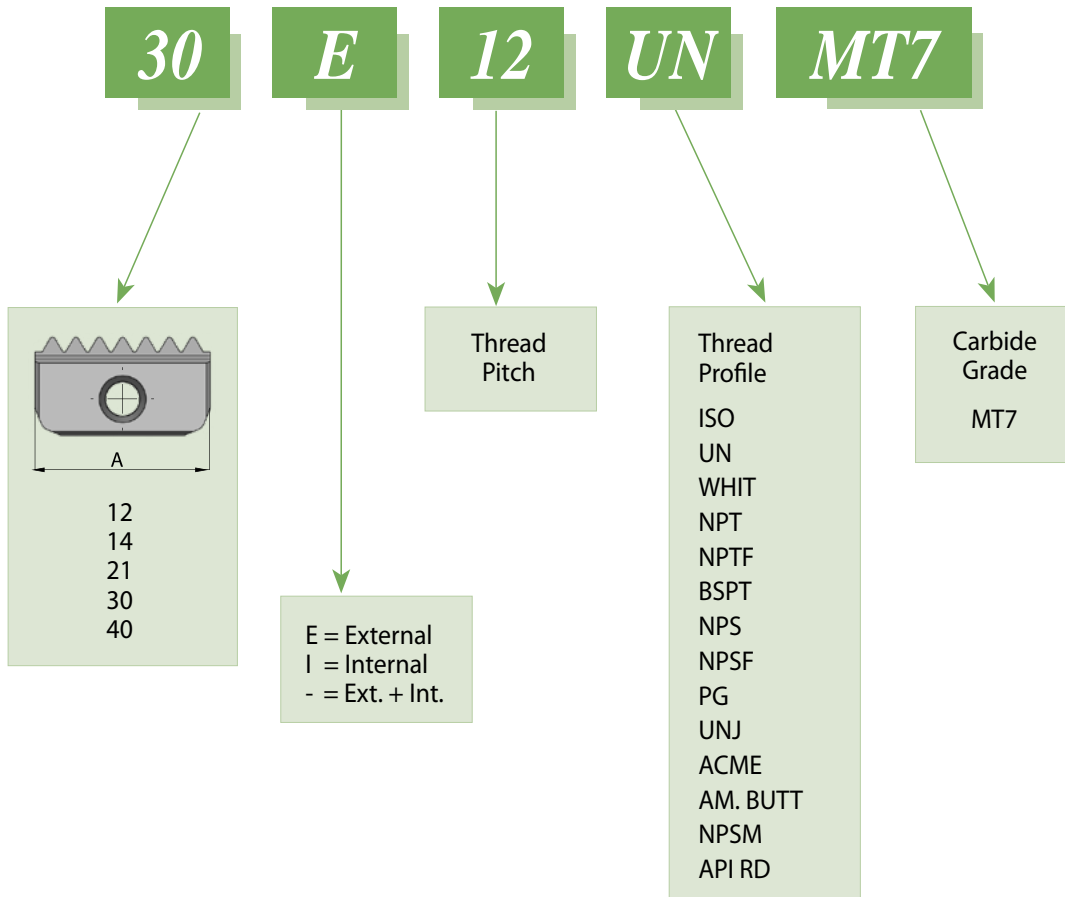 30 E 12 UN MT7
A
12
14
21
30
40
E = External
I = Internal
- = Ext. + Int.
Thread
Pitch
Thread
Profile
ISO
UN
WHIT
NPT
NPTF
BSPT
NPS
NPSF
PG
UNJ
ACME
AM. BUTT
NPSM
API RD
Carbide
Grade
MT7